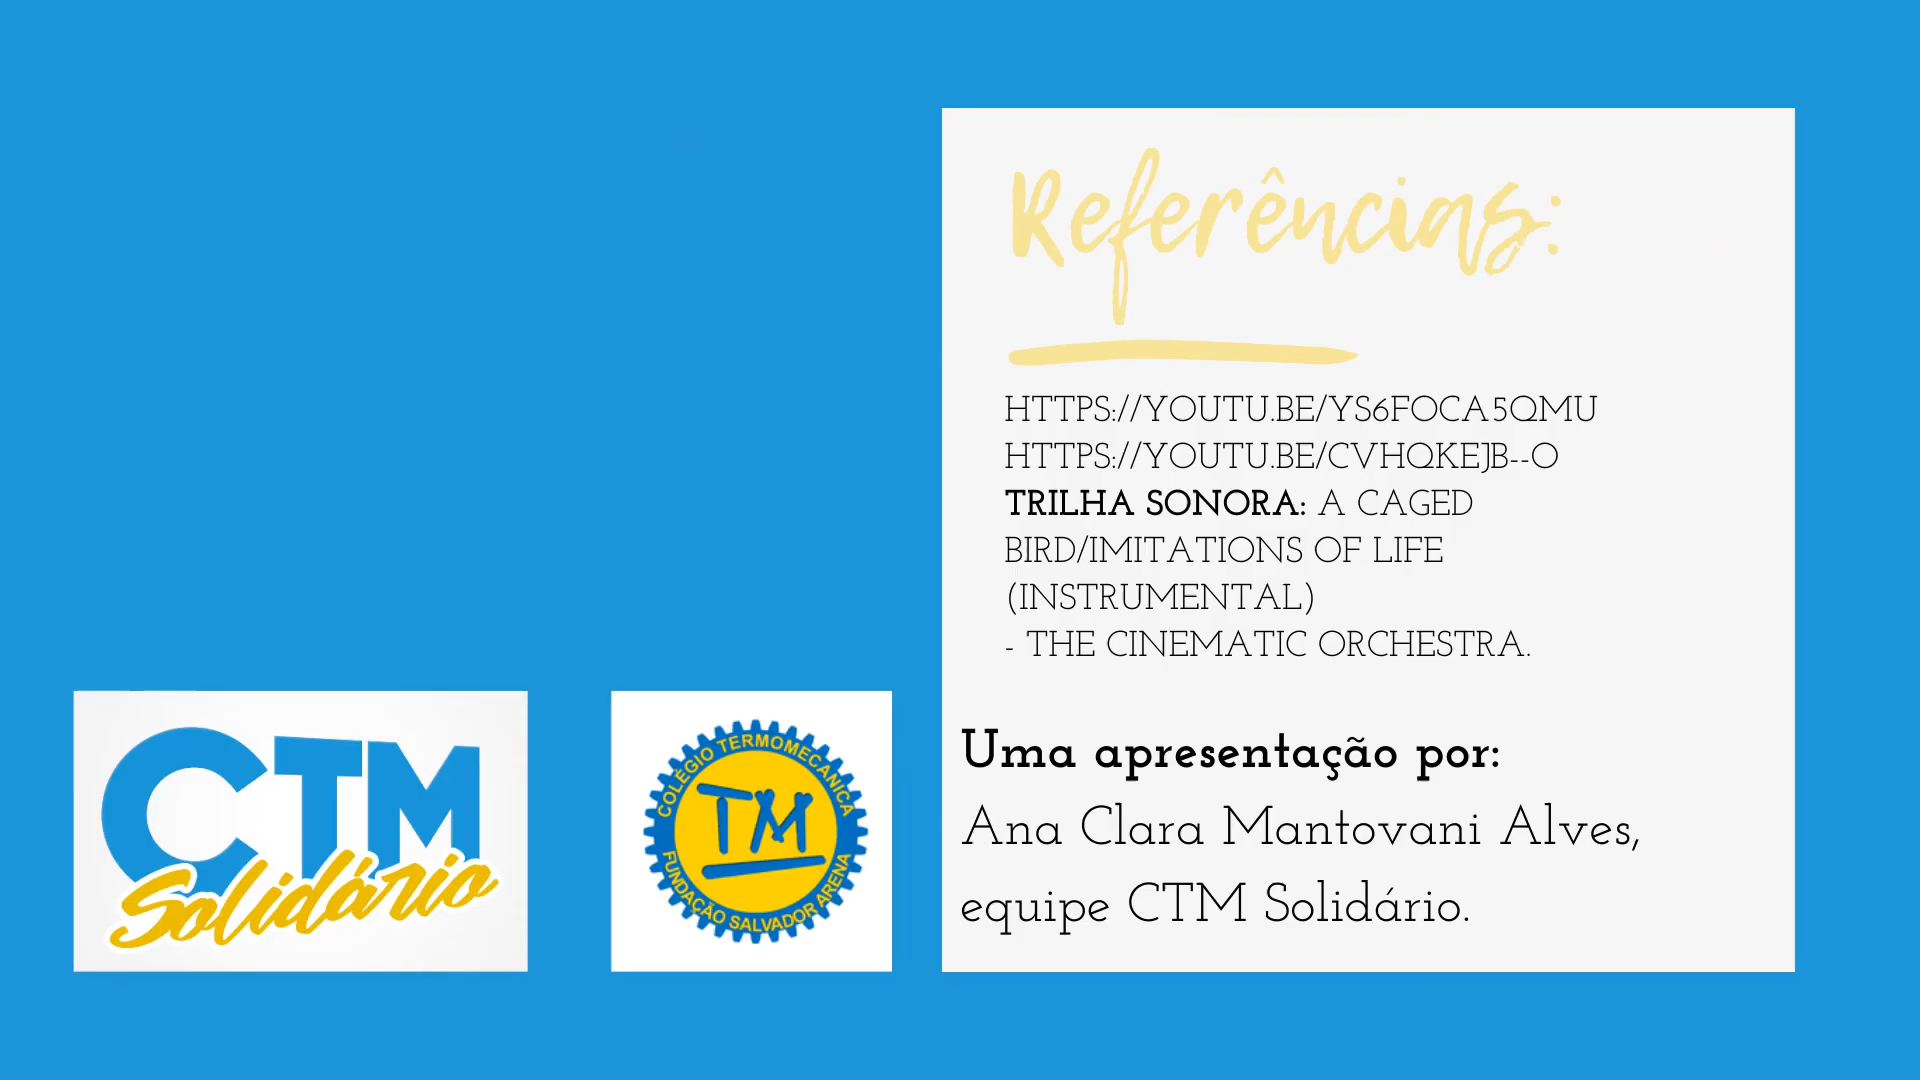 Referências:
HTTPS://YOUTU.BE/YS6FOCA5QMU
HTTPS://YOUTU.BE/CVHQKEJB--O
TRILHA SONORA: A CAGED
BIRD/IMITATIONS OF LIFE
(INSTRUMENTAL)
- THE CINEMATIC ORCHESTRA.
Uma apresentação por:
Ana Clara Mantovani Alves,
equipe CTM Solidário.
CTM
Solidário
COLÉGIO TERMOMECANICA
TM
FUNDAÇÃO SALVADOR ARENA